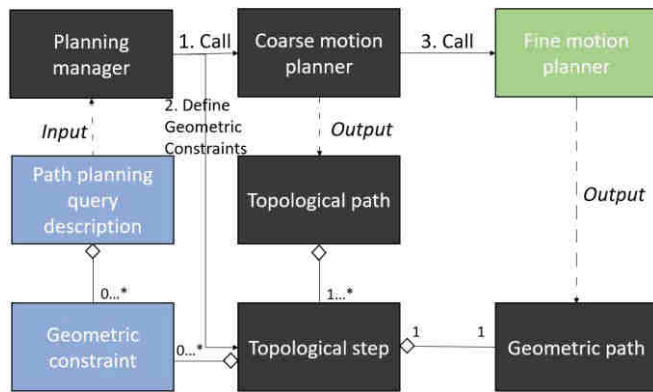 Planning
manager
1. Call
Coarse motion
planner
3. Call
Fine motion
planner
2. Define
Geometric
Constraints
Input
Output
Output
Path planning
query
description
Topological path
0...*
1...*
Geometric
constraint
0...*
Topological step
1
1
Geometric path